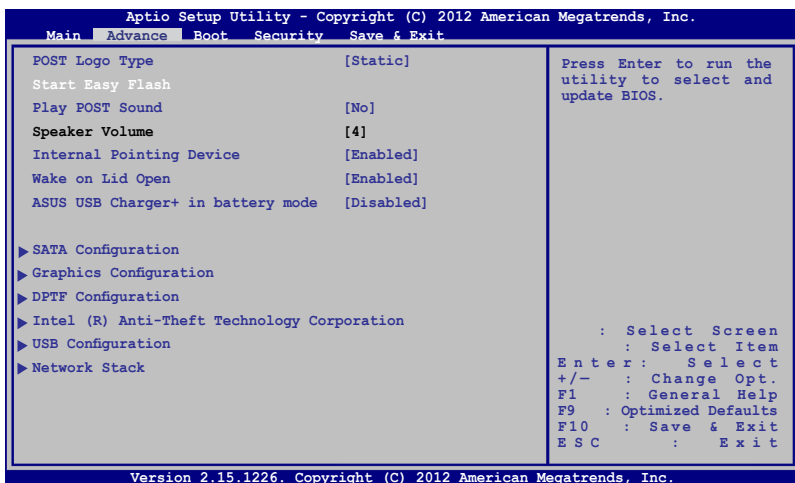 Aptio Setup Utility - Copyright (C) 2012 American Megatrends, Inc.
Main Advance Boot Security Save & Exit
POST Logo Type [Static]
Start Easy Flash
Play POST Sound [No]
Speaker Volume [4]
Internal Pointing Device [Enabled]
Wake on Lid Open [Enabled]
ASUS USB Charger+ in battery mode [Disabled]
SATA Configuration
Graphics Configuration
DPTF Configuration
Intel (R) Anti-Theft Technology Corporation
USB Configuration
Network Stack
Press Enter to run the
utility to select and
update BIOS.
: Select Screen
: Select Item
Enter: Select
+/— : Change Opt.
F1 : General Help
F9 : Optimized Defaults
F10 : Save & Exit
ESC : Exit
Version 2.15.1226. Copyright (C) 2012 American Megatrends, Inc.